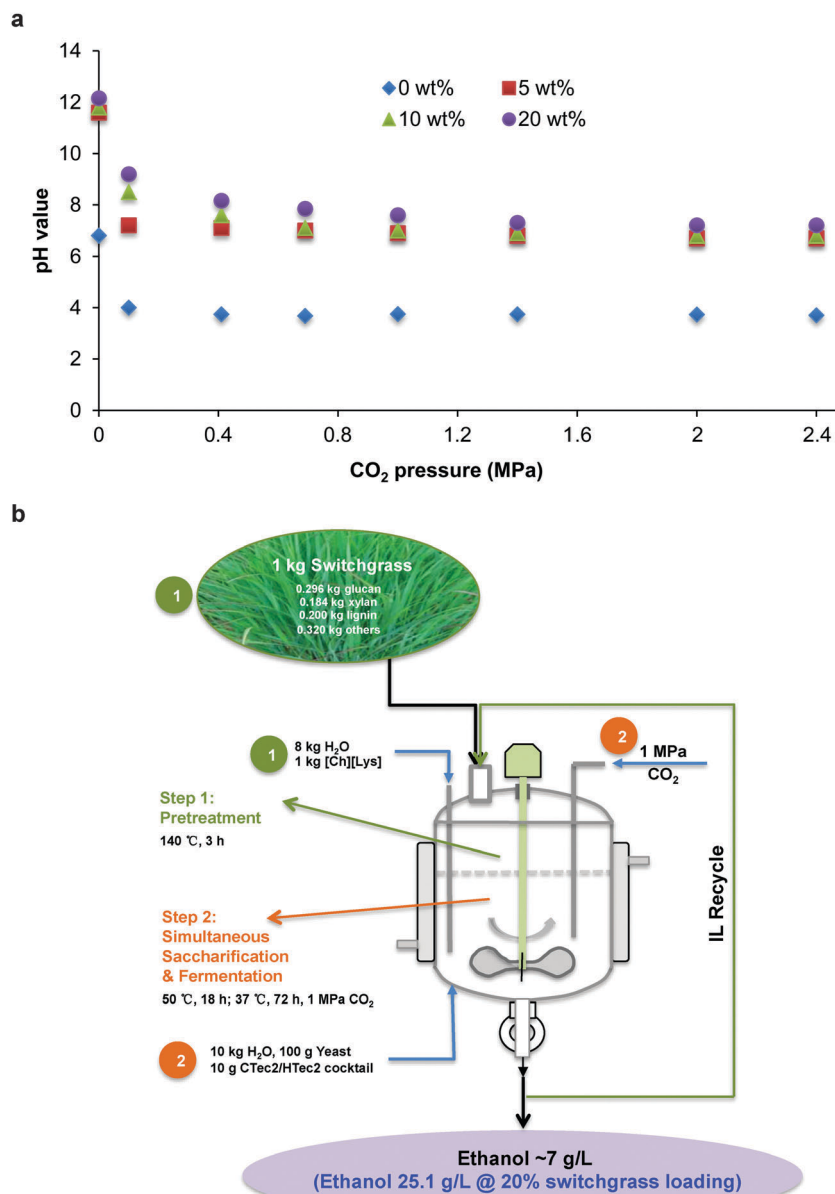 a
14
12
10
8
6
4
2
0
0 wt%
5 wt%
10 wt%
20 wt%
pH value
0
0.4
0.8
1.2
1.6
2
2.4
CO₂ pressure (MPa)
b
1
1 kg Switchgrass
0.296 kg glucan
0.184 kg xylan
0.200 kg lignin
0.320 kg others
1
8 kg H₂O
1 kg [Ch][Lys]
2
1 MPa
CO₂
Step 1:
Pretreatment
140 ℃, 3 h
Step 2:
Simultaneous
Saccharification
& Fermentation
50 ℃, 18 h; 37 ℃, 72 h, 1 MPa CO₂
IL Recycle
2
10 kg H₂O, 100 g Yeast
10 g CTec2/HTec2 cocktail
Ethanol ~7 g/L
(Ethanol 25.1 g/L @ 20% switchgrass loading)